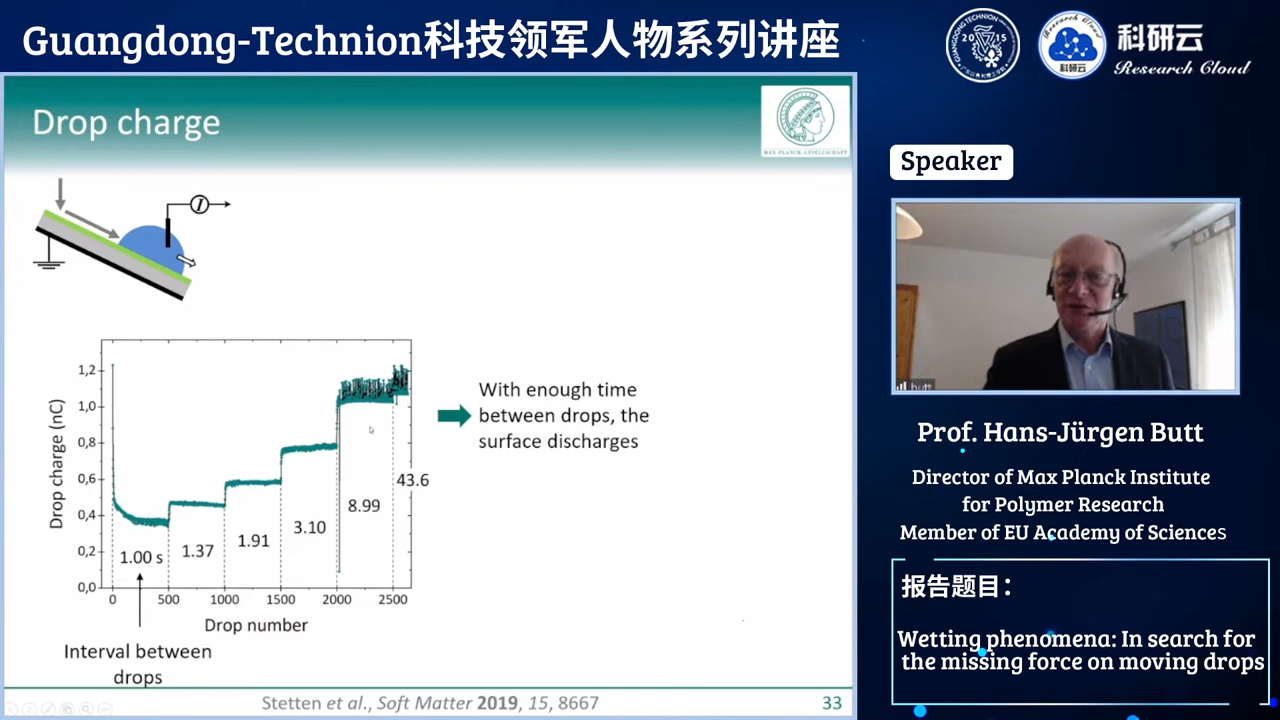 Guangdong-Technion科技领军人物系列讲座
科研云
Research Cloud
Drop charge
MAX-PLANCK-GESELLSCHAFT
I
Drop charge (nC)
1,2
1,0
0,8
0,6
0,4
0,2
0,0
1.00 s
1.37
1.91
3.10
8.99
43.6
0
500
1000
1500
2000
2500
Drop number
Interval between
drops
With enough time
between drops, the
surface discharges
Stetten et al., Soft Matter 2019, 15, 8667
33
Speaker
butt
Prof. Hans-Jürgen Butt
Director of Max Planck Institute
for Polymer Research
Member of EU Academy of Sciences
报告题目：
Wetting phenomena: In search for
the missing force on moving drops